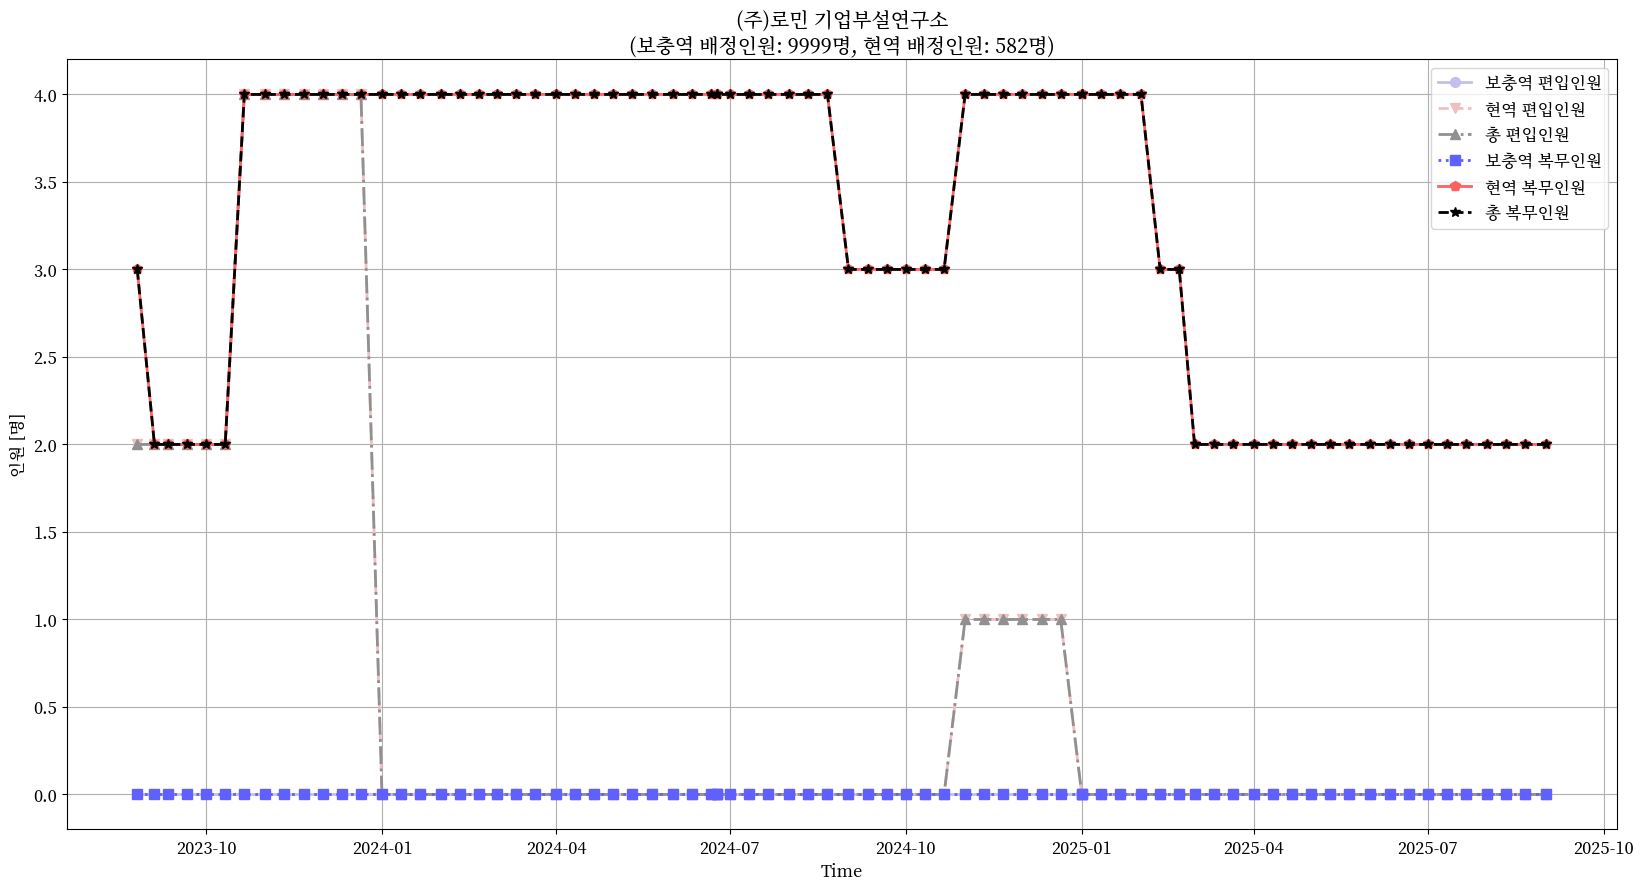 (주)로민 기업부설연구소
(보충역 배정인원: 9999명, 현역 배정인원: 582명)
보충역 편입인원
현역 편입인원
총 편입인원
보충역 복무인원
현역 복무인원
총 복무인원
인원 [명]
4.0
3.5
3.0
2.5
2.0
1.5
1.0
0.5
0.0
2023-10
2024-01
2024-04
2024-07
2024-10
2025-01
2025-04
2025-07
2025-10
Time